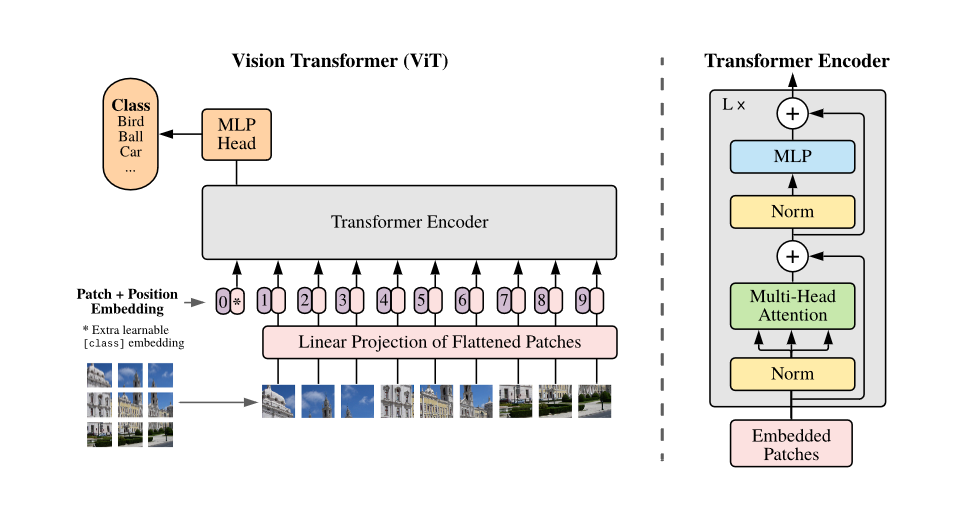 Vision Transformer (ViT)
Class
Bird
Ball
Car
...
MLP
Head
Transformer Encoder
Patch + Position
Embedding
* Extra learnable
[class] embedding
0 * 1 2 3 4 5 6 7 8 9
Linear Projection of Flattened Patches
Transformer Encoder
L x
+
MLP
Norm
+
Multi-Head
Attention
Norm
Embedded
Patches